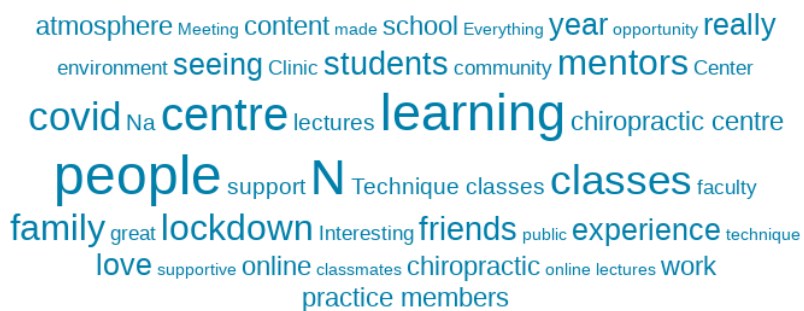 atmosphere Meeting content made school Everything year opportunity really
environment seeing Clinic students community mentors Center
covid Na centre lectures learning chiropractic centre
people support N Technique classes classes faculty
family great lockdown Interesting friends public experience technique
love supportive online classmates chiropractic online lectures work
practice members